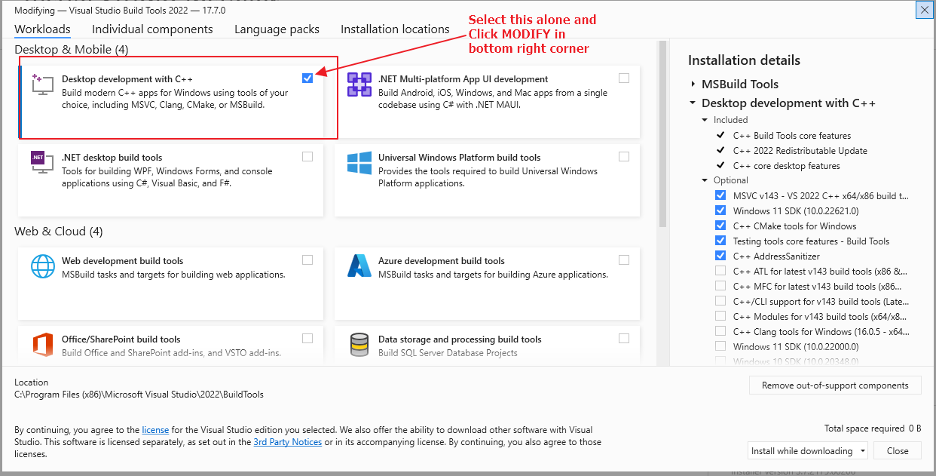 Modifying — Visual Studio Build Tools 2022 — 17.7.0
Workloads Individual components Language packs Installation locations
Select this alone and
Click MODIFY in
bottom right corner
Desktop & Mobile (4)
Desktop development with C++
Build modern C++ apps for Windows using tools of your
choice, including MSVC, Clang, CMake, or MSBuild.
.NET Multi-platform App UI development
Build Android, iOS, Windows, and Mac apps from a single
codebase using C# with .NET MAUI.
.NET desktop build tools
Tools for building WPF, Windows Forms, and console
applications using C#, Visual Basic, and F#.
Universal Windows Platform build tools
Provides the tools required to build Universal Windows
Platform applications.
Web & Cloud (4)
Web development build tools
MSBuild tasks and targets for building web applications.
Azure development build tools
MSBuild tasks and targets for building Azure applications.
Office/SharePoint build tools
Build Office and SharePoint add-ins, and VSTO add-ins.
Data storage and processing build tools
Build SQL Server Database Projects
Installation details
MSBuild Tools
Desktop development with C++
Included
C++ Build Tools core features
C++ 2022 Redistributable Update
C++ core desktop features
Optional
MSVC v143 - VS 2022 C++ x64/x86 build t...
Windows 11 SDK (10.0.22621.0)
C++ CMake tools for Windows
Testing tools core features - Build Tools
C++ AddressSanitizer
C++ ATL for latest v143 build tools (x86 &...
C++ MFC for latest v143 build tools (x86...
C++/CLI support for v143 build tools (Late...
C++ Modules for v143 build tools (x64/x8...
C++ Clang tools for Windows (16.0.5 - x64...
Windows 11 SDK (10.0.22000.0)
Windows 10 SDK (10.0.20348.0)
Location
C:\Program Files (x86)\Microsoft Visual Studio\2022\BuildTools
Remove out-of-support components
By continuing, you agree to the license for the Visual Studio edition you selected. We also offer the ability to download other software with Visual
Studio. This software is licensed separately, as set out in the 3rd Party Notices or in its accompanying license. By continuing, you also agree to those
licenses.
Total space required 0 B
Install while downloading
Close